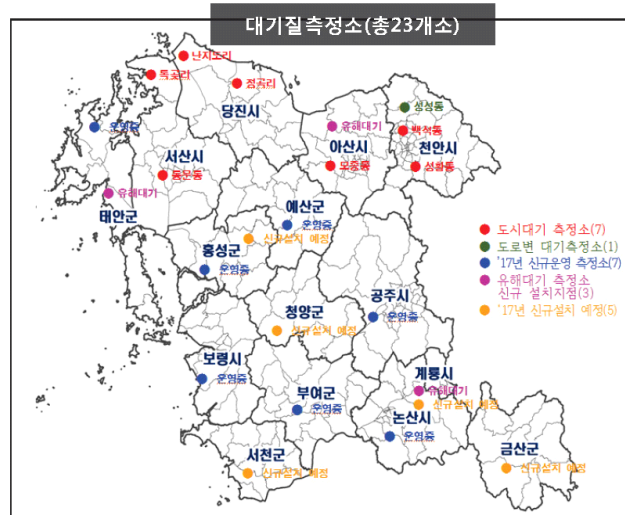 대기질측정소(총23개소)
난지도리
독곶리
정곡리
당진시
운영중
서산시
동문동
유해대기
태안군
유해대기
아산시
모종동
성성동
백석동
천안시
성황동
예산군
운영중
신규설치 예정
홍성군
운영중
청양군
신규설치 예정
공주시
운영중
보령시
운영중
부여군
운영중
계룡시
유해대기
신규설치 예정
논산시
운영중
서천군
신규설치 예정
금산군
신규설치 예정
도시대기 측정소(7)
도로변 대기측정소(1)
'17년 신규운영 측정소(7)
유해대기 측정소
신규 설치지점(3)
'17년 신규설치 예정(5)